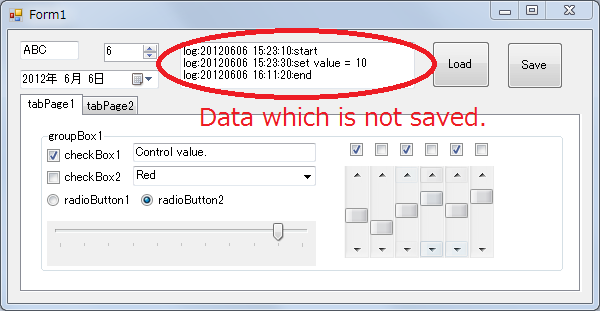 Form1
ABC
6
log:20120606 15:23:10:start
log:20120606 15:23:30:set value = 10
log:20120606 16:11:20:end
Load
Save
2012年 6月 6日
tabPage1
tabPage2
Data which is not saved.
groupBox1
checkBox1
Control value.
checkBox2
Red
radioButton1
radioButton2